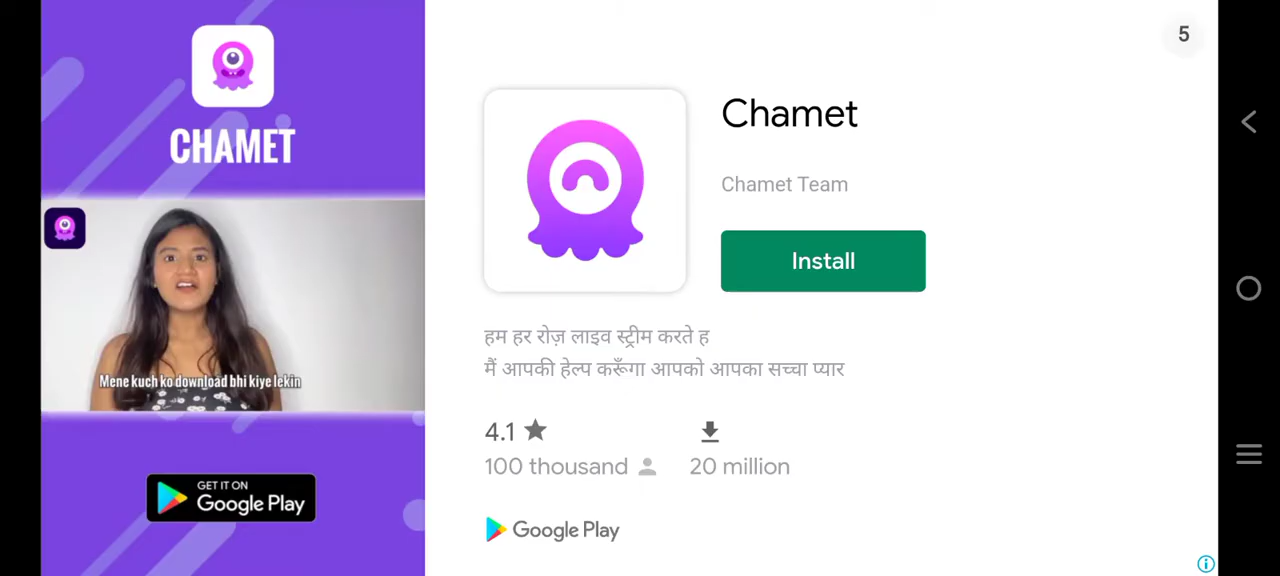 CHAMET
Mene kuch ko download bhi kiye lekin
GET IT ON
Google Play
5
Chamet
Chamet Team
Install
हम हर रोज़ लाइव स्ट्रीम करते ह
मैं आपकी हेल्प करूँगा आपको आपका सच्चा प्यार
4.1
100 thousand
20 million
Google Play